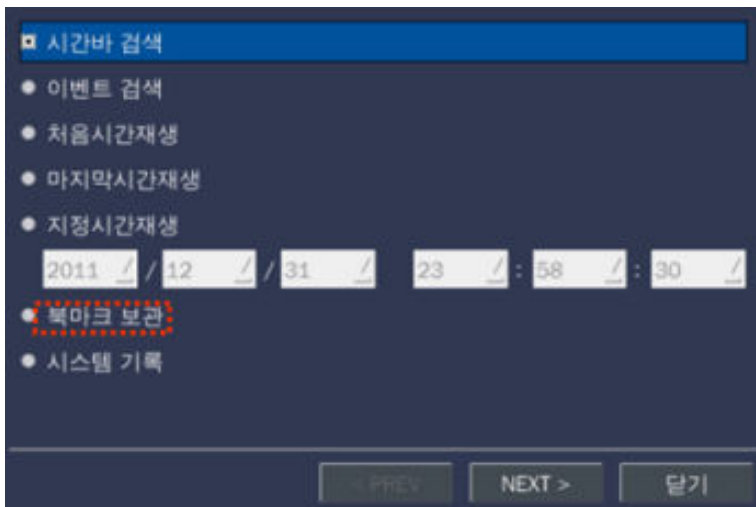 시간바 검색
이벤트 검색
처음시간재생
마지막시간재생
지정시간재생
2011 / 12 / 31 23 : 58 : 30
북마크 보관
시스템 기록
< PREV NEXT > 닫기